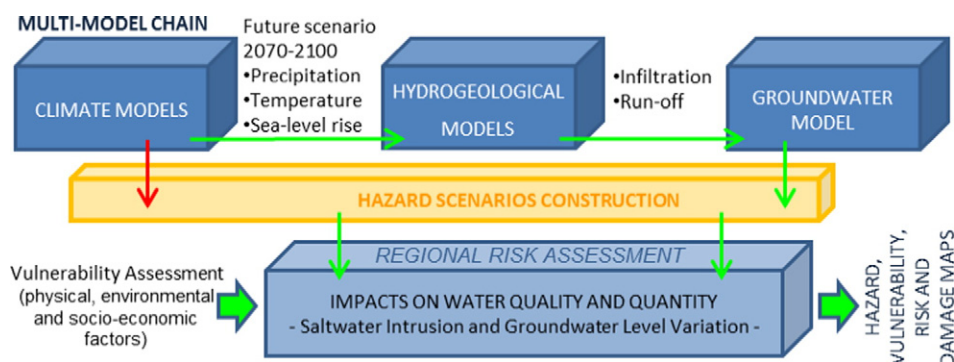 MULTI-MODEL CHAIN
Future scenario
2070-2100
•Precipitation
•Temperature
•Sea-level rise
CLIMATE MODELS
HYDROGEOLOGICAL
MODELS
•Infiltration
•Run-off
GROUNDWATER
MODEL
HAZARD SCENARIOS CONSTRUCTION
Vulnerability Assessment
(physical, environmental
and socio-economic
factors)
REGIONAL RISK ASSESSMENT
IMPACTS ON WATER QUALITY AND QUANTITY
- Saltwater Intrusion and Groundwater Level Variation -
HAZARD,
VULNERABILITY,
RISK AND
DAMAGE MAPS